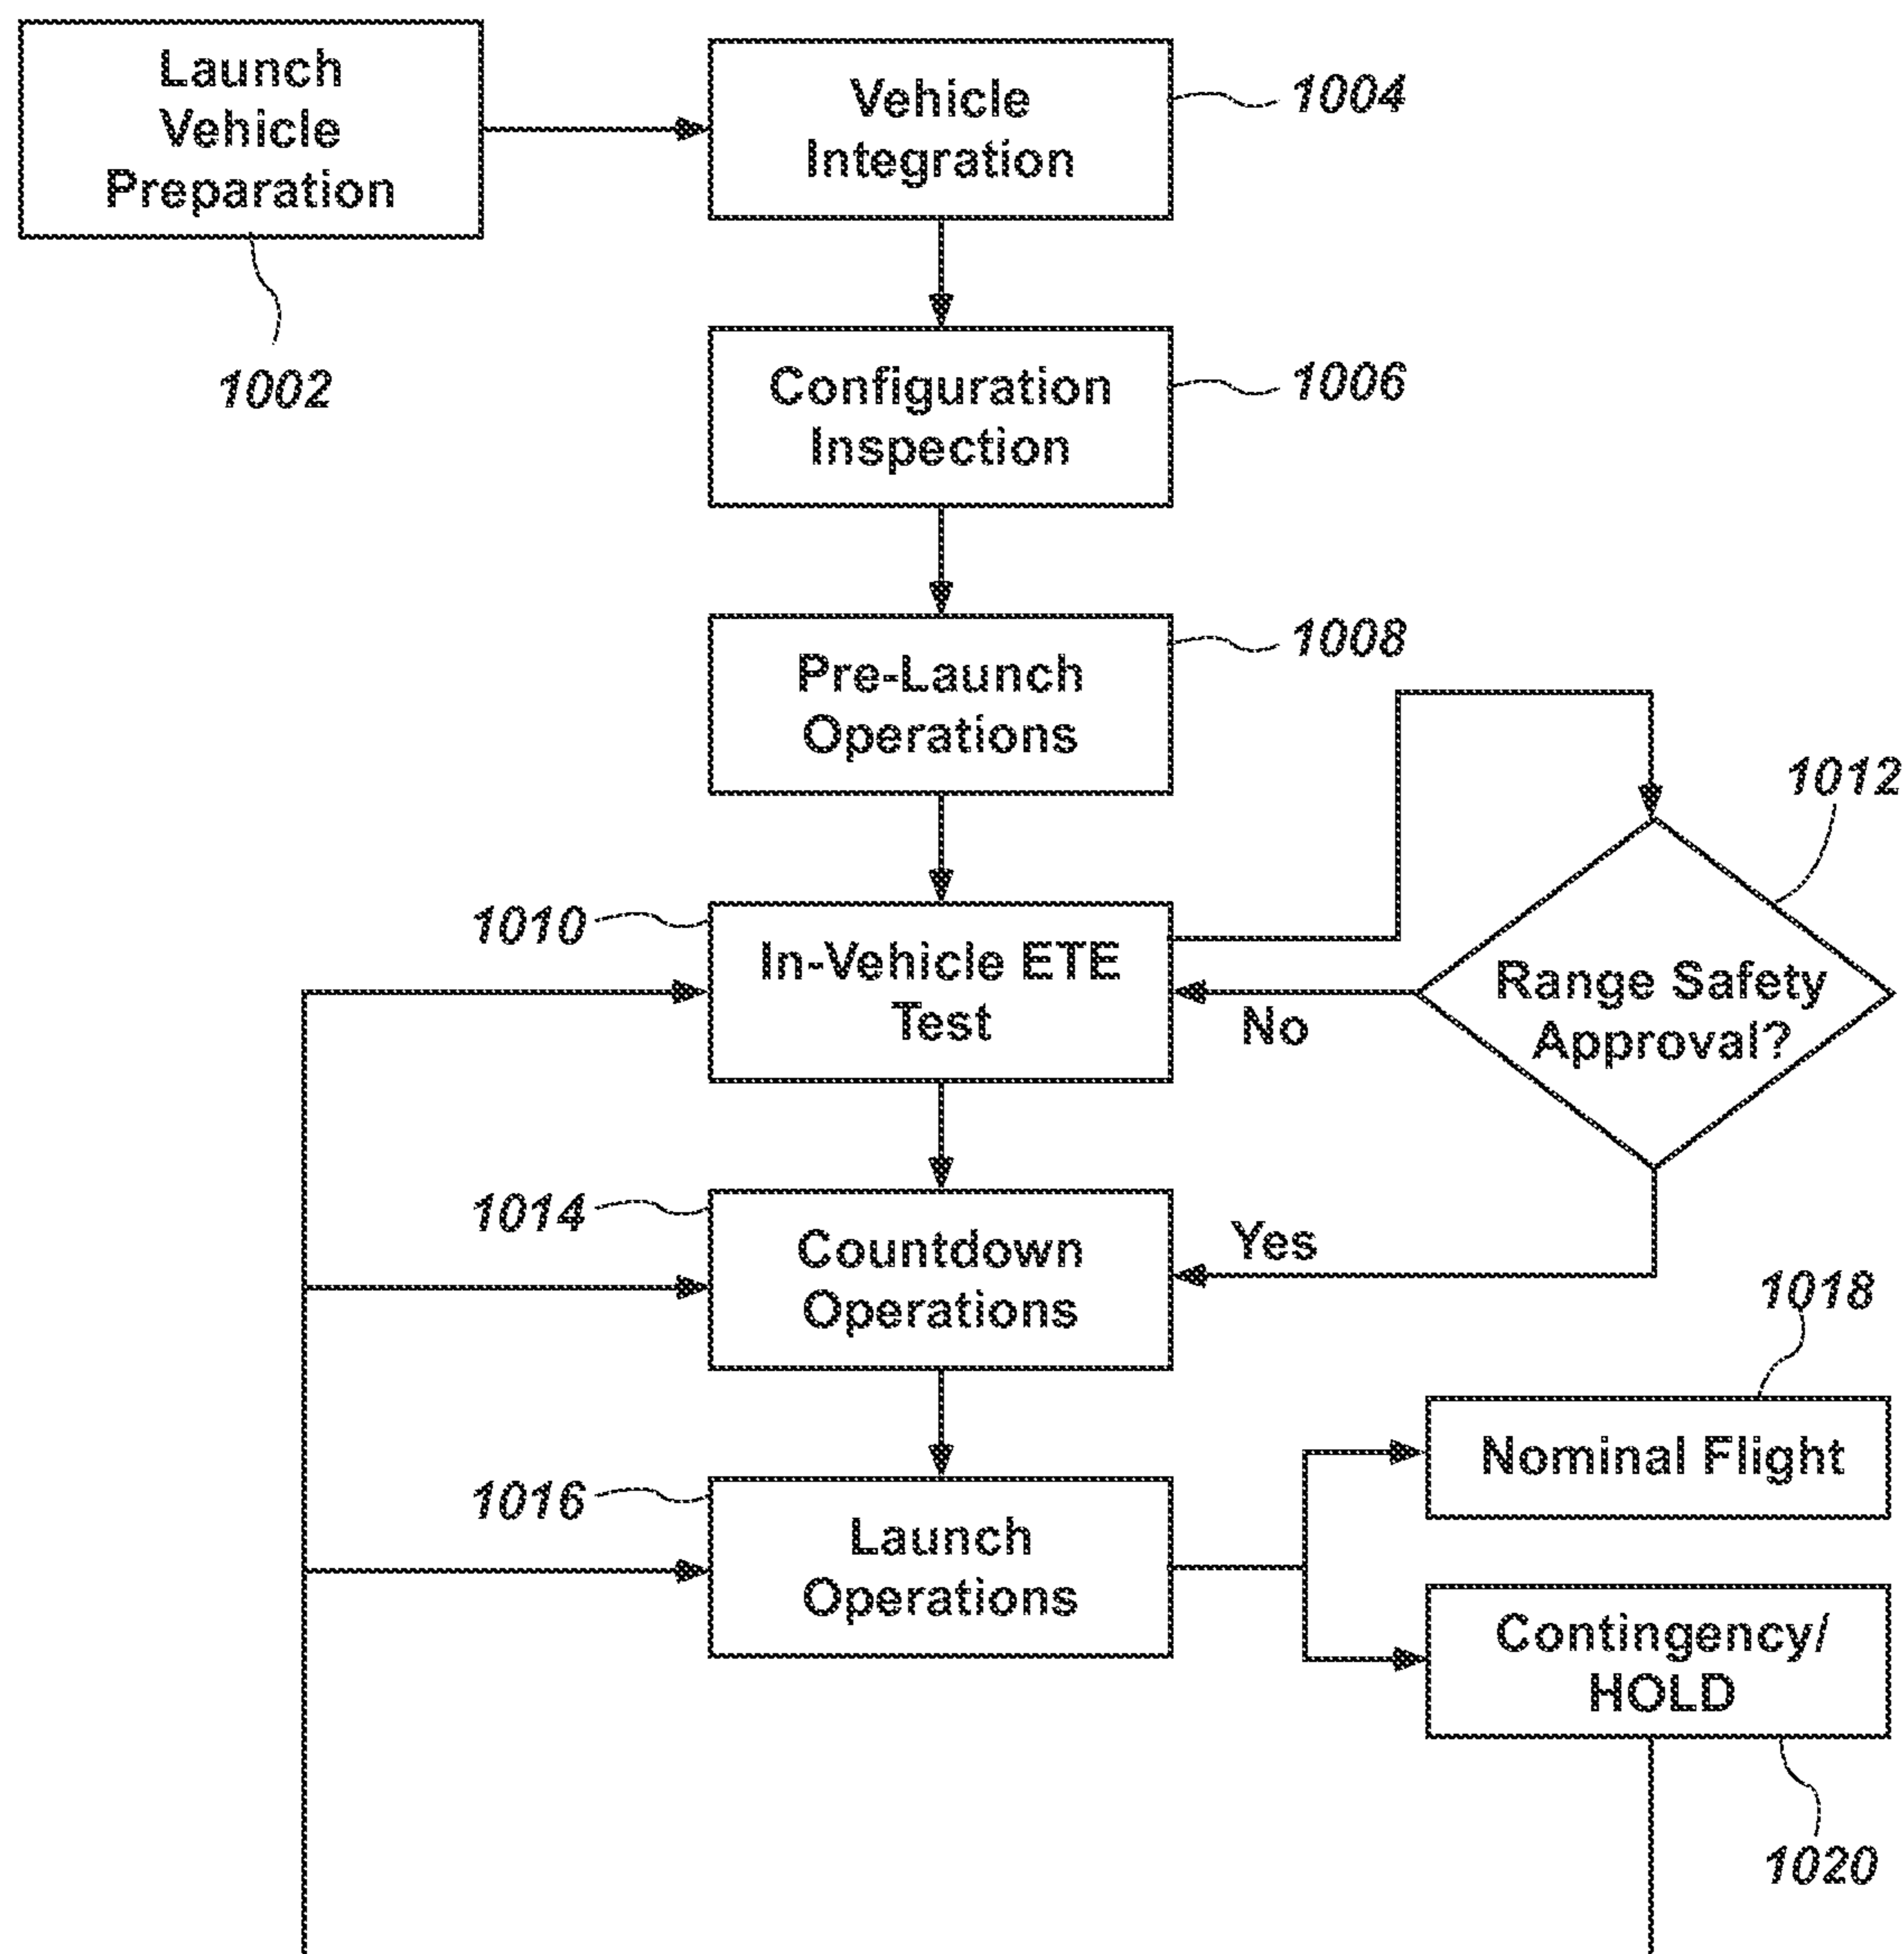 Launch
Vehicle
Preparation
1002
Vehicle
Integration
1004
Configuration
Inspection
1006
Pre-Launch
Operations
1008
1010
In-Vehicle ETE
Test
1012
Range Safety
Approval?
No
1014
Countdown
Operations
Yes
1016
Launch
Operations
1018
Nominal Flight
Contingency/
HOLD
1020